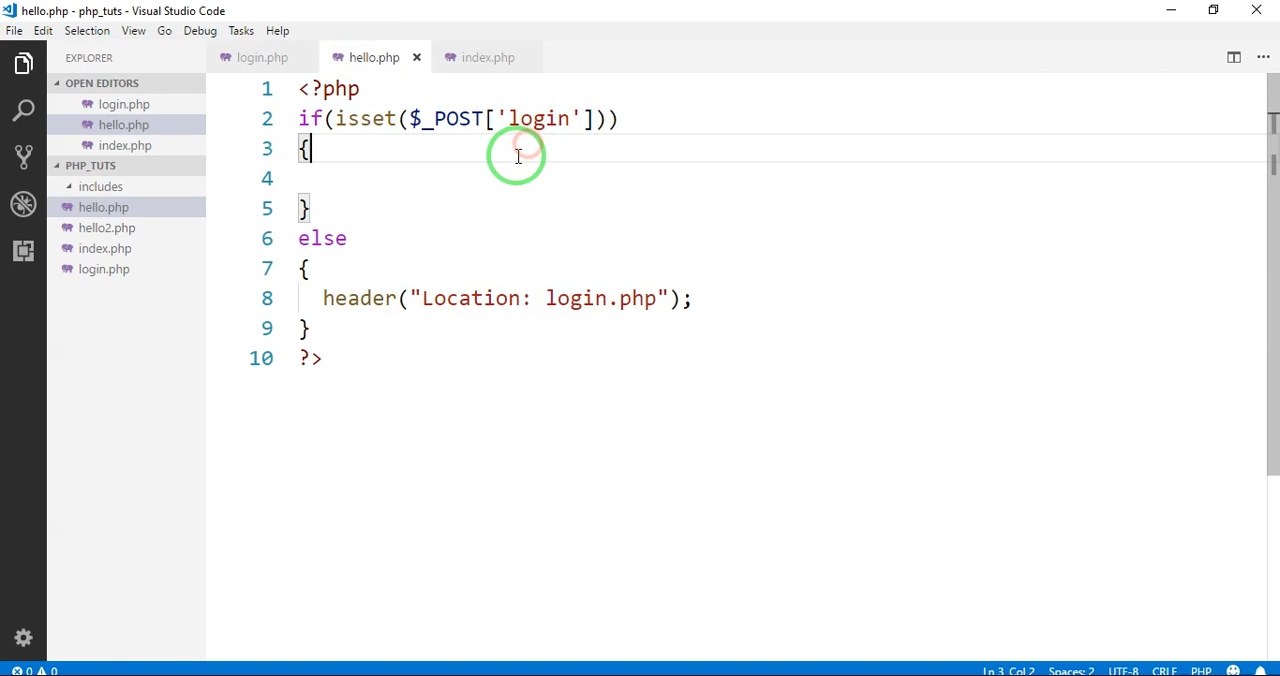 hello.php - php_tuts - Visual Studio Code
File Edit Selection View Go Debug Tasks Help
EXPLORER
login.php hello.php index.php
OPEN EDITORS
login.php
hello.php
index.php
PHP_TUTS
includes
hello.php
hello2.php
index.php
login.php
1 <?php
2 if(isset($_POST['login']))
3 {
4
5 }
6 else
7 {
8 header("Location: login.php");
9 }
10 ?>
0 0 Ln 3, Col 2 Spaces: 2 UTF-8 CRLF PHP